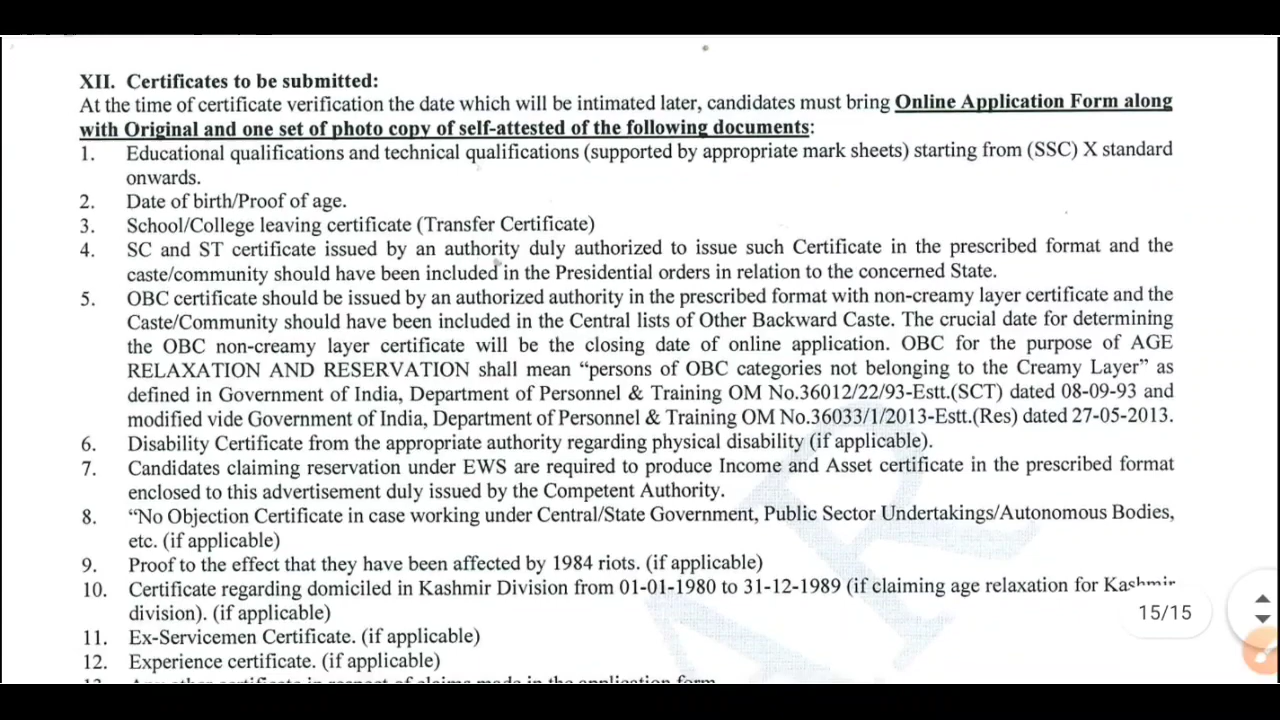 XII. Certificates to be submitted:
At the time of certificate verification the date which will be intimated later, candidates must bring Online Application Form along
with Original and one set of photo copy of self-attested of the following documents:
1. Educational qualifications and technical qualifications (supported by appropriate mark sheets) starting from (SSC) X standard
onwards.
2. Date of birth/Proof of age.
3. School/College leaving certificate (Transfer Certificate)
4. SC and ST certificate issued by an authority duly authorized to issue such Certificate in the prescribed format and the
caste/community should have been included in the Presidential orders in relation to the concerned State.
5. OBC certificate should be issued by an authorized authority in the prescribed format with non-creamy layer certificate and the
Caste/Community should have been included in the Central lists of Other Backward Caste. The crucial date for determining
the OBC non-creamy layer certificate will be the closing date of online application. OBC for the purpose of AGE
RELAXATION AND RESERVATION shall mean “persons of OBC categories not belonging to the Creamy Layer” as
defined in Government of India, Department of Personnel & Training OM No.36012/22/93-Estt.(SCT) dated 08-09-93 and
modified vide Government of India, Department of Personnel & Training OM No.36033/1/2013-Estt.(Res) dated 27-05-2013.
6. Disability Certificate from the appropriate authority regarding physical disability (if applicable).
7. Candidates claiming reservation under EWS are required to produce Income and Asset certificate in the prescribed format
enclosed to this advertisement duly issued by the Competent Authority.
8. “No Objection Certificate in case working under Central/State Government, Public Sector Undertakings/Autonomous Bodies,
etc. (if applicable)
9. Proof to the effect that they have been affected by 1984 riots. (if applicable)
10. Certificate regarding domiciled in Kashmir Division from 01-01-1980 to 31-12-1989 (if claiming age relaxation for Kashmir
division). (if applicable)
15/15
11. Ex-Servicemen Certificate. (if applicable)
12. Experience certificate. (if applicable)
13. Any other certificate in respect of claims made in the application form